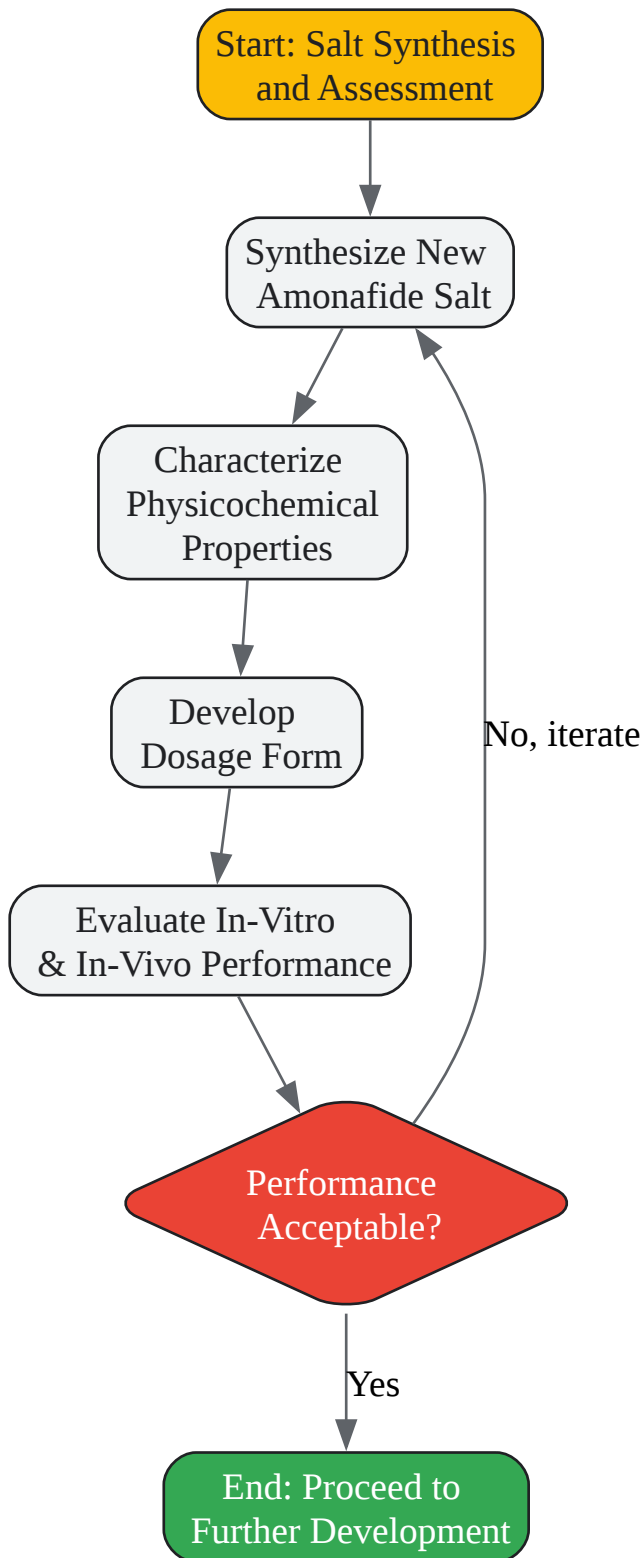 Start: Salt Synthesis
and Assessment
Synthesize New
Amonafide Salt
Characterize
Physicochemical
Properties
Develop
Dosage Form
No, iterate
Evaluate In-Vitro
& In-Vivo Performance
Performance
Acceptable?
Yes
End: Proceed to
Further Development